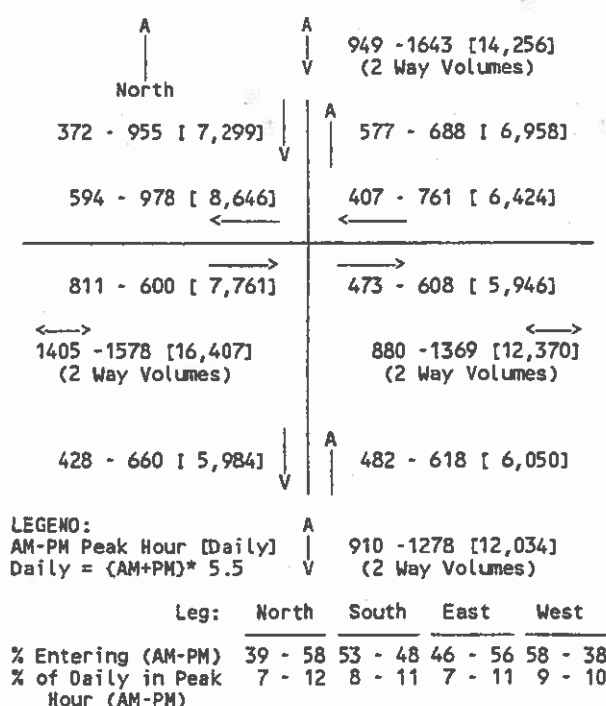 A A 949 -1643 [14,256]
V (2 Way Volumes)
North
372 - 955 [ 7,299] V A 577 - 688 [ 6,958]
594 - 978 [ 8,646] 407 - 761 [ 6,424]
811 - 600 [ 7,761] 473 - 608 [ 5,946]
1405 -1578 [16,407] 880 -1369 [12,370]
(2 Way Volumes) (2 Way Volumes)
428 - 660 [ 5,984] V A 482 - 618 [ 6,050]
LEGEND: A
AM-PM Peak Hour [Daily] 910 -1278 [12,034]
Daily = (AM+PM)* 5.5 V (2 Way Volumes)
Leg: North South East West
% Entering (AM-PM) 39 - 58 53 - 48 46 - 56 58 - 38
% of Daily in Peak 7 - 12 8 - 11 7 - 11 9 - 10
Hour (AM-PM)